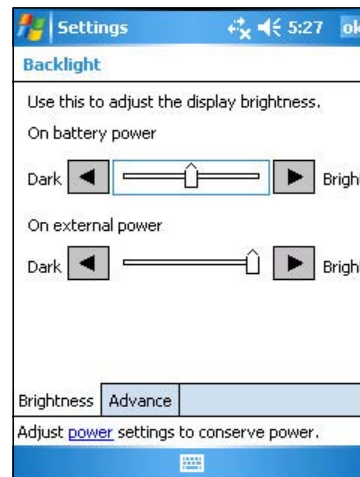 Settings 5:27 ok
Backlight
Use this to adjust the display brightness.
On battery power
Dark Brigh
On external power
Dark Brigh
Brightness Advance
Adjust power settings to conserve power.